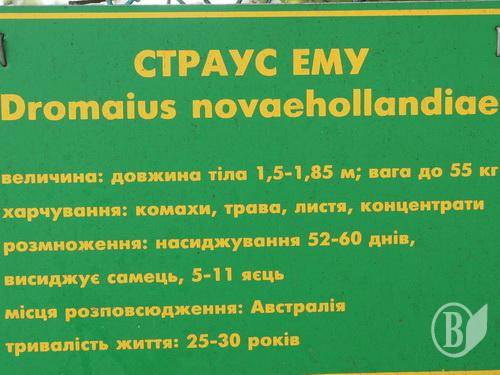 СТРАУС ЕМУ
Dromaius novaehollandiae
величина: довжина тіла 1,5-1,85 м; вага до 55 кг
харчування: комахи, трава, листя, концентрати
розмноження: насиджування 52-60 днів,
висиджує самець, 5-11 яєць
місця розповсюдження: Австралія
тривалість життя: 25-30 років
В